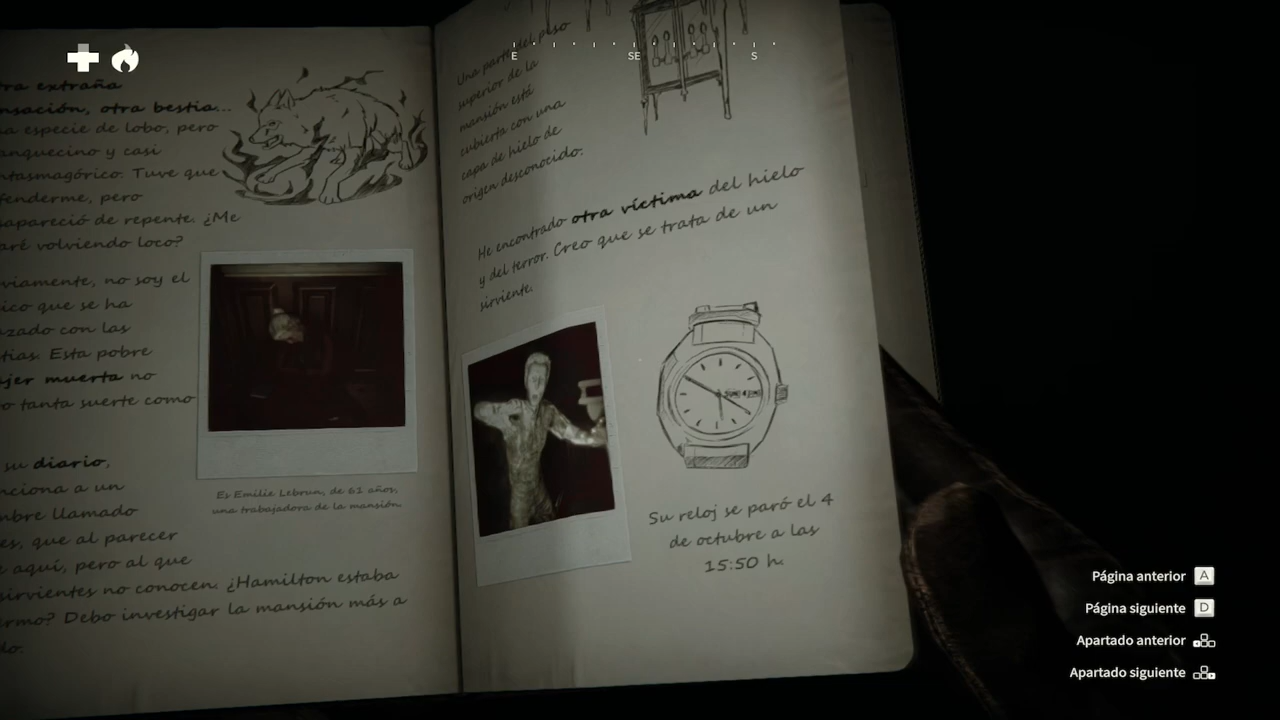 E SE S
tra extraña
nsación, otra bestia...
a especie de lobo, pero
anquecino y casi
ntasmagórico. Tuve que
fenderme, pero
sapareció de repente. ¿Me
aré volviendo loco?
viamente, no soy el
ico que se ha
uzado con las
tias. Esta pobre
ujer muerta no
o tanta suerte como
Es Emilie Lebrun, de 61 años,
una trabajadora de la mansión.
su diario,
nciona a un
mbre llamado
es, que al parecer
e aquí, pero al que
sirvientes no conocen. ¿Hamilton estaba
ermo? Debo investigar la mansión más a
do.
Una parte del piso
superior de la
mansión está
cubierta con una
capa de hielo de
origen desconocido.
He encontrado otra víctima del hielo
y del terror. Creo que se trata de un
sirviente.
Su reloj se paró el 4
de octubre a las
15:50 h.
Página anterior A
Página siguiente D
Apartado anterior
Apartado siguiente